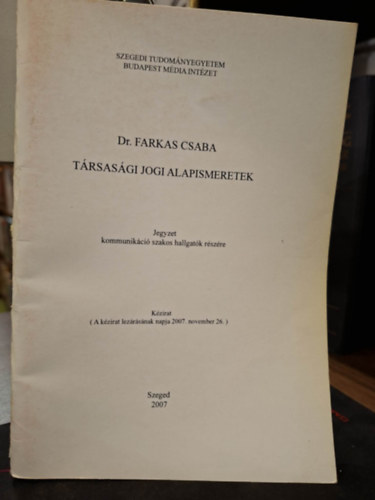 SZEGEDI TUDOMÁNYEGYETEM
BUDAPEST MÉDIA INTÉZET
Dr. FARKAS CSABA
TÁRSASÁGI JOGI ALAPISMERETEK
Jegyzet
kommunikáció szakos hallgatók részére
Kézirat
( A kézirat lezárásának napja 2007. november 26. )
Szeged
2007